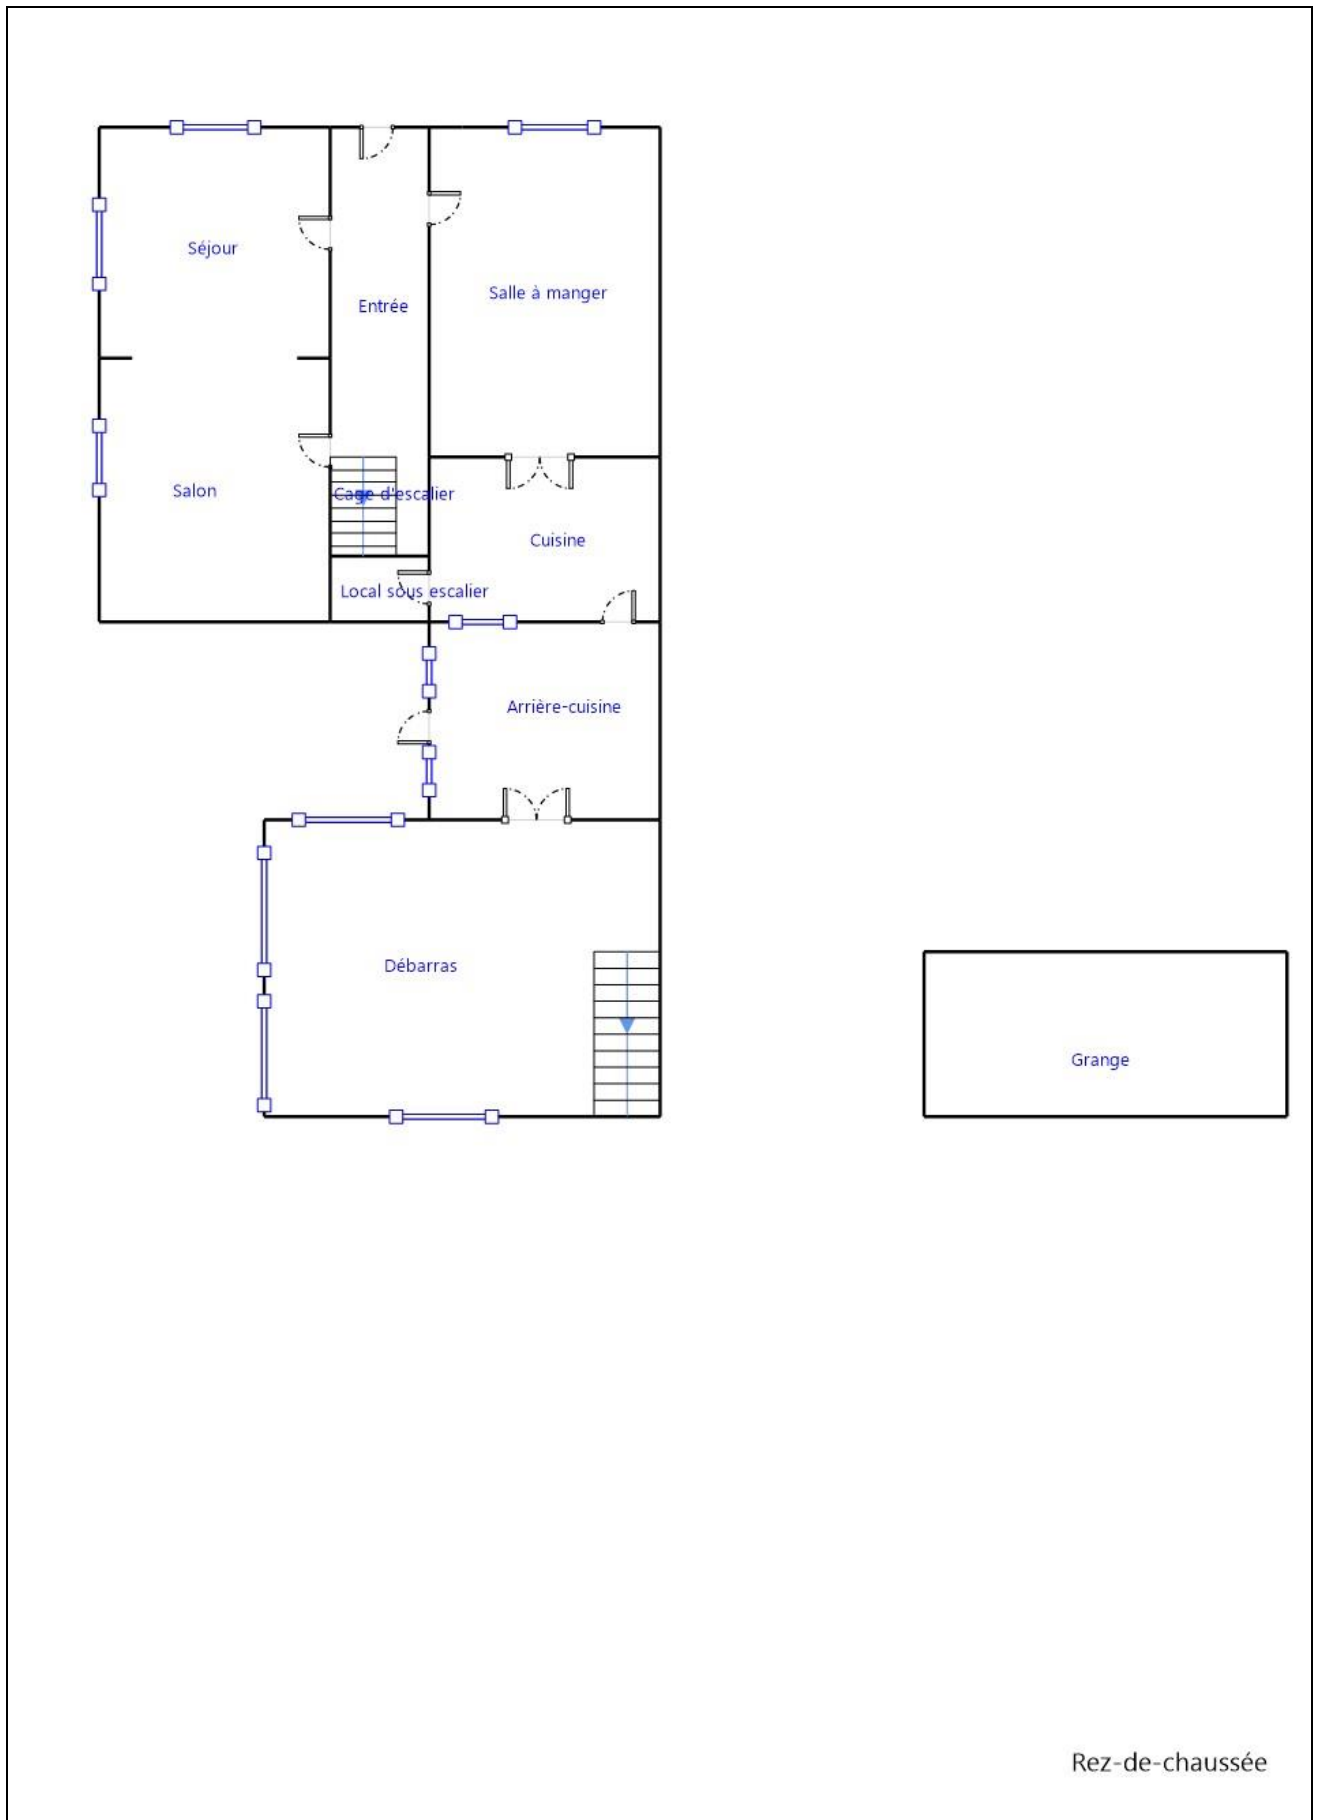 Séjour
Salle à manger
Entrée
Salon
Cage d'escalier
Cuisine
Local sous escalier
Arrière-cuisine
Débarras
Grange
Rez-de-chaussée